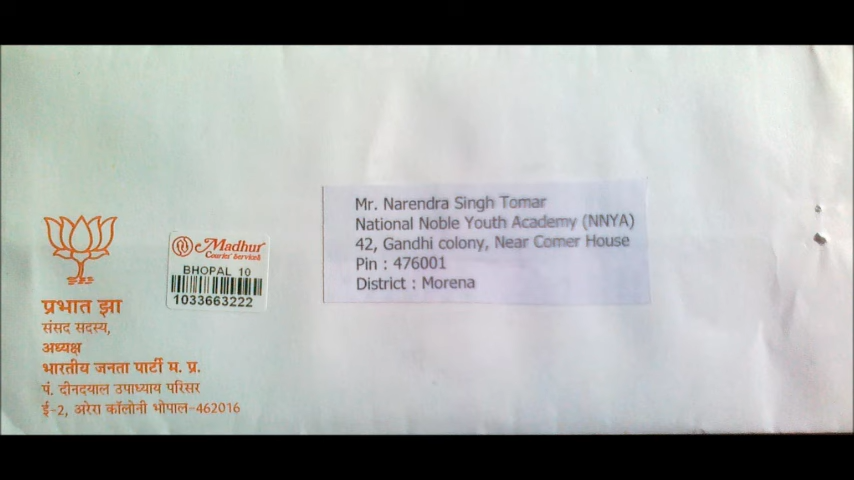 प्रभात झा
संसद सदस्य,
अध्यक्ष
भारतीय जनता पार्टी म. प्र.
पं. दीनदयाल उपाध्याय परिसर
ई-2, अरेरा कॉलोनी भोपाल-462016
Madhur
Courier Services
BHOPAL 10
1033663222
Mr. Narendra Singh Tomar
National Noble Youth Academy (NNYA)
42, Gandhi colony, Near Comer House
Pin : 476001
District : Morena